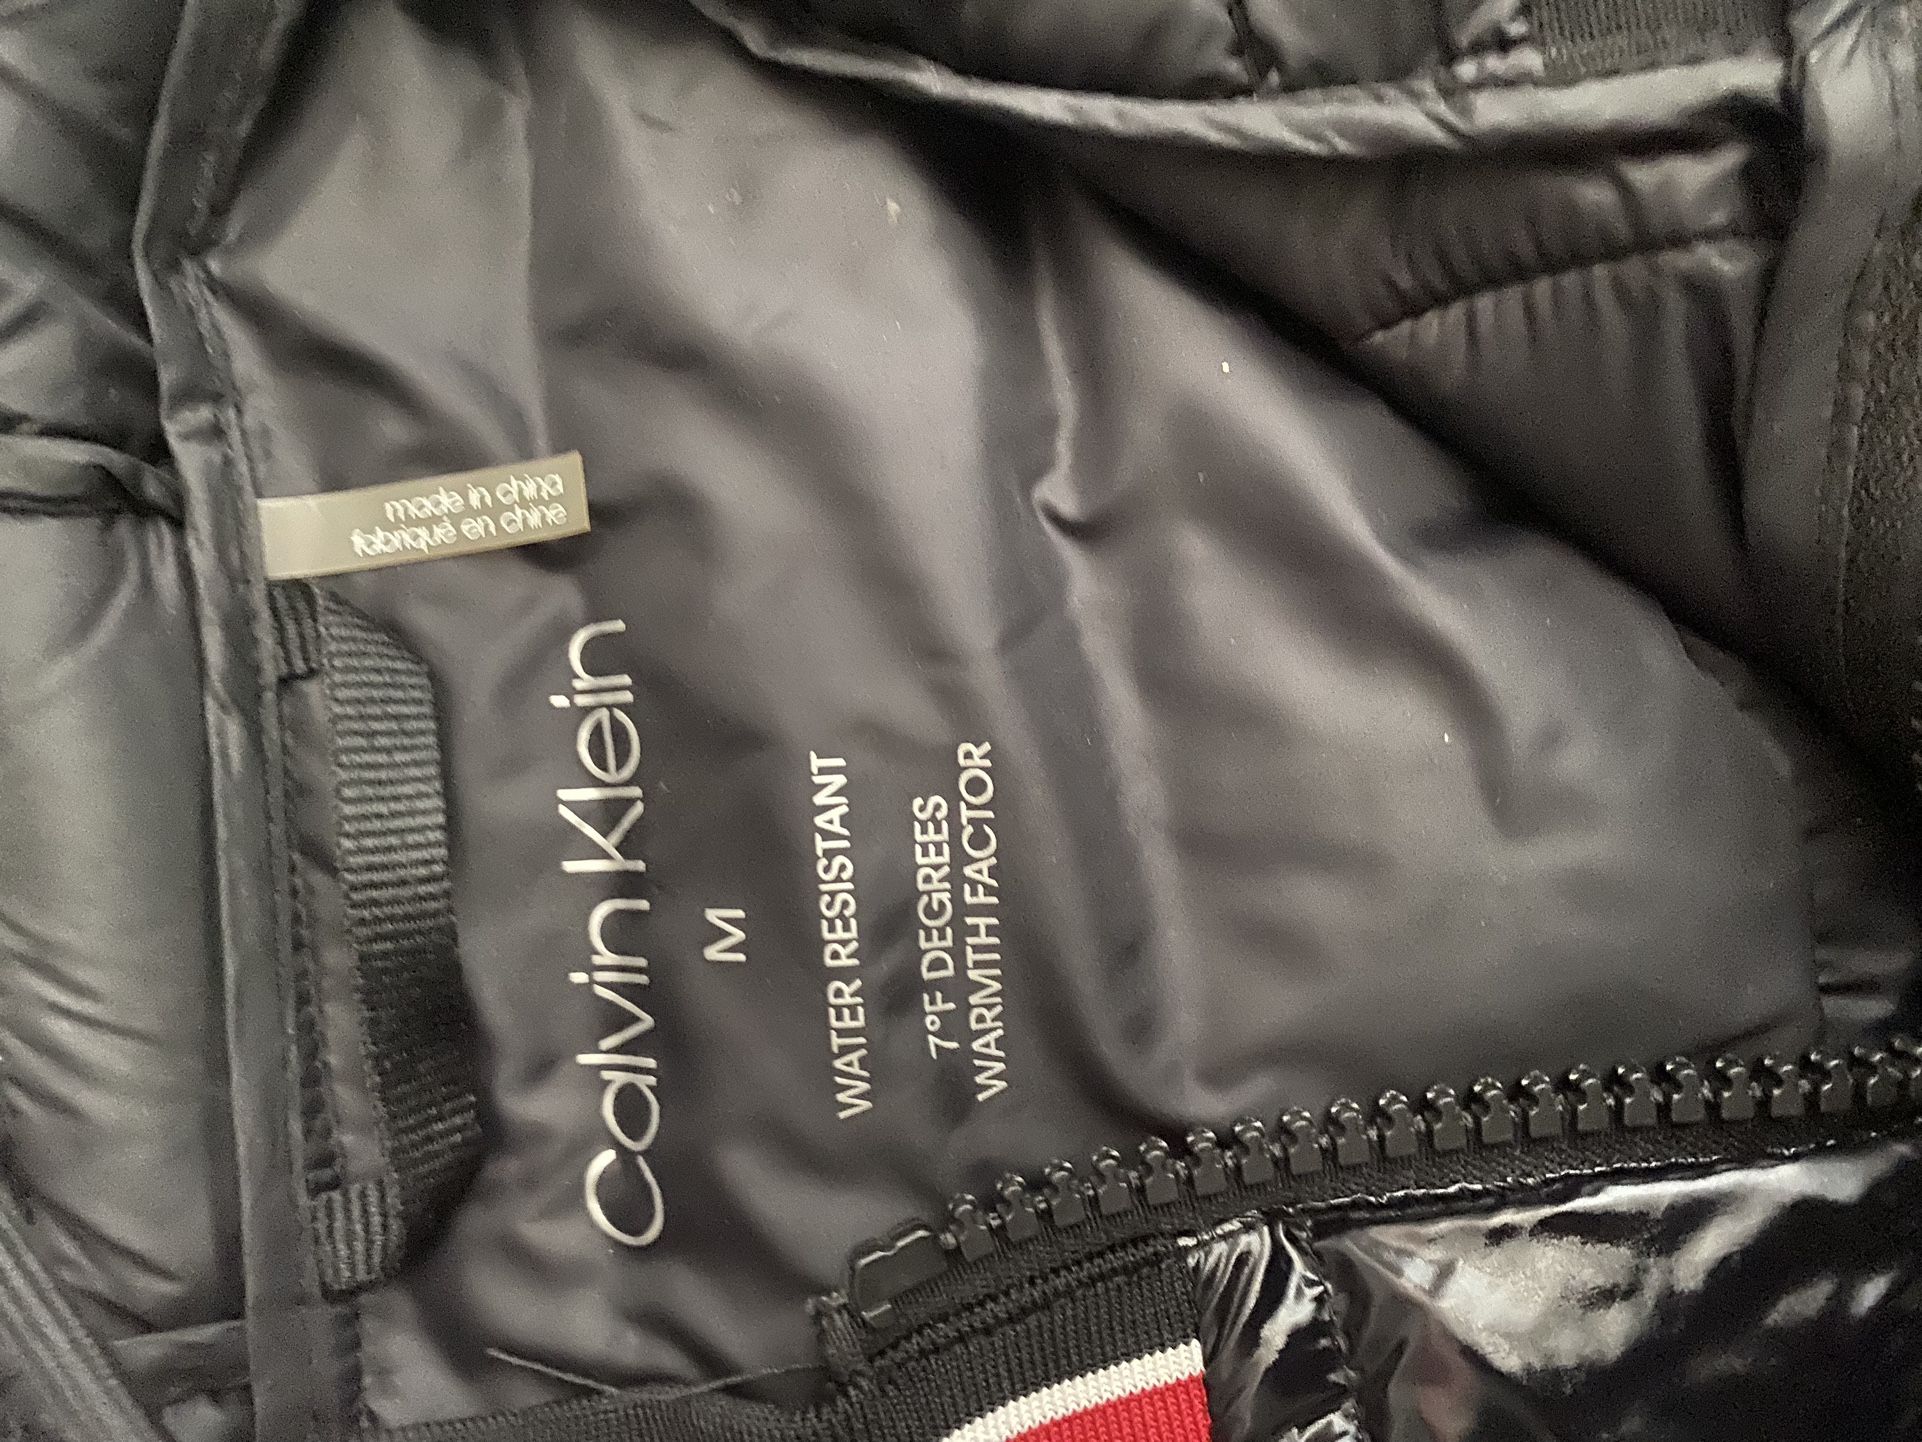 made in china
fabriqué en chine
Calvin Klein
M
WATER RESISTANT
7°F DEGREES
WARMTH FACTOR